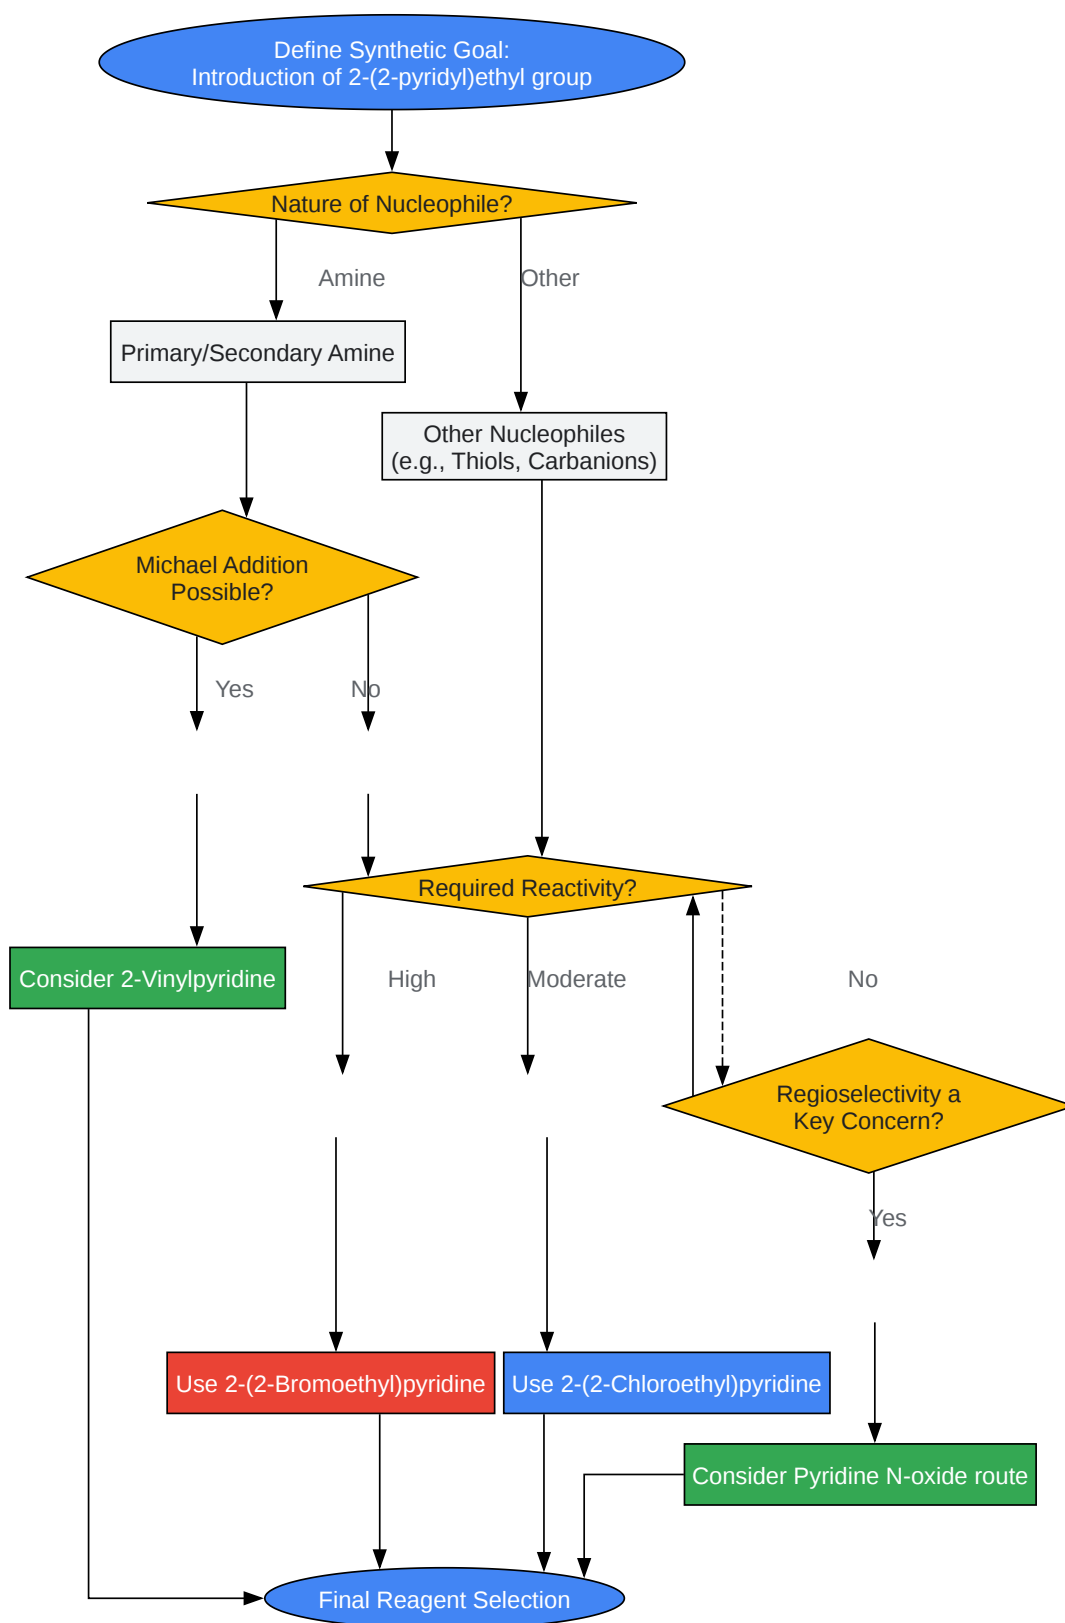 Define Synthetic Goal:
Introduction of 2-(2-pyridyl)ethyl group
Nature of Nucleophile?
Amine
Other
Primary/Secondary Amine
Other Nucleophiles
(e.g., Thiols, Carbanions)
Michael Addition
Possible?
Yes
No
Required Reactivity?
Consider 2-Vinylpyridine
High
Moderate
No
Regioselectivity a
Key Concern?
Yes
Use 2-(2-Bromoethyl)pyridine
Use 2-(2-Chloroethyl)pyridine
Consider Pyridine N-oxide route
Final Reagent Selection